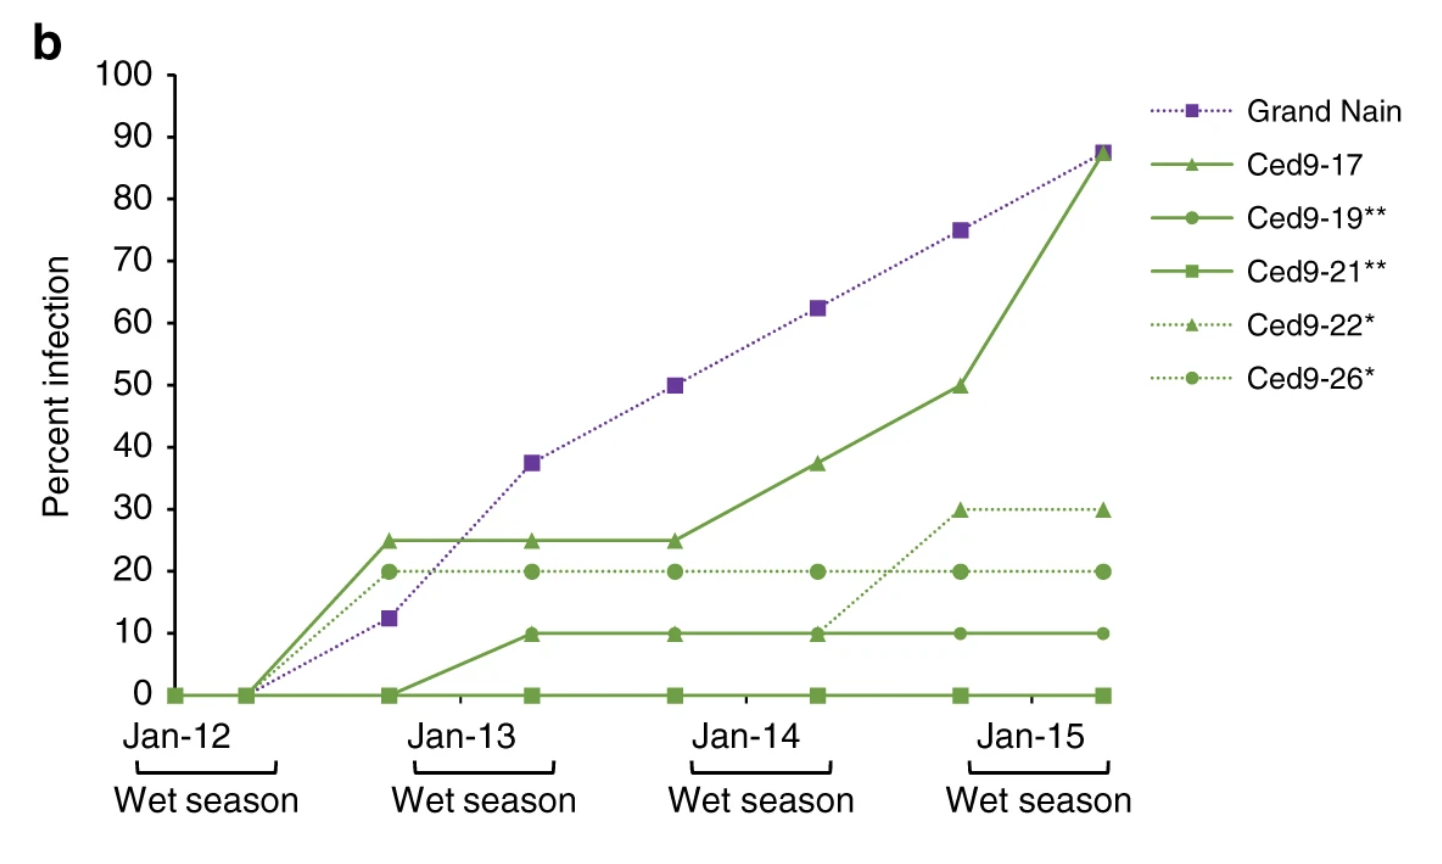 b
Percent infection
100
90
80
70
60
50
40
30
20
10
0
Jan-12
Jan-13
Jan-14
Jan-15
Wet season
Wet season
Wet season
Wet season
Grand Nain
Ced9-17
Ced9-19**
Ced9-21**
Ced9-22*
Ced9-26*